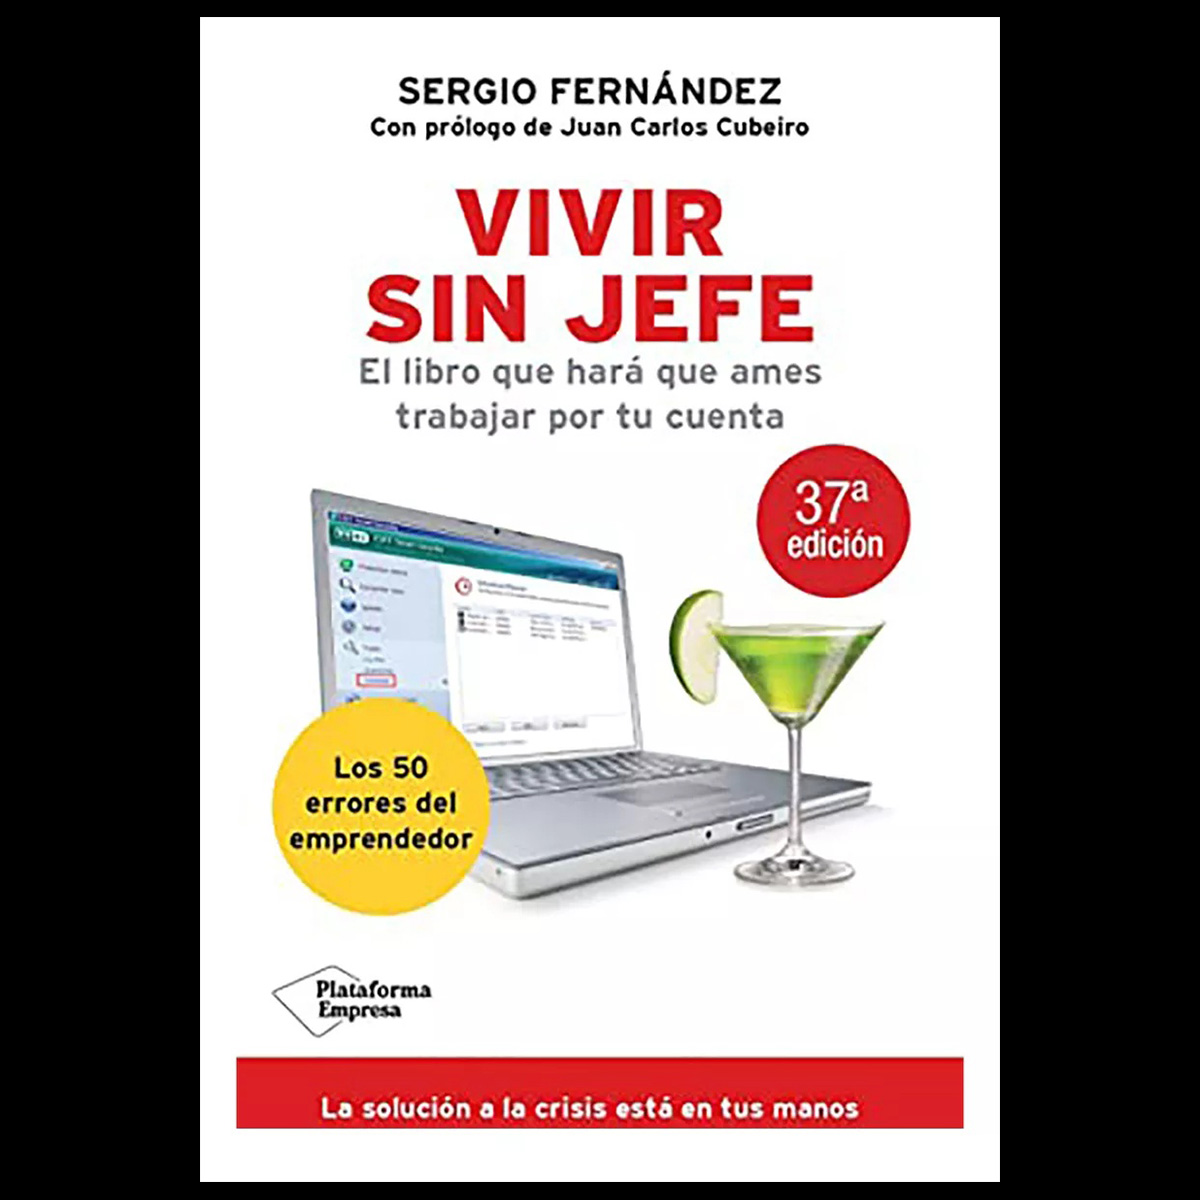 SERGIO FERNÁNDEZ
Con prólogo de Juan Carlos Cubeiro
VIVIR
SIN JEFE
El libro que hará que ames
trabajar por tu cuenta
37ª
edición
Los 50
errores del
emprendedor
Plataforma
Empresa
La solución a la crisis está en tus manos